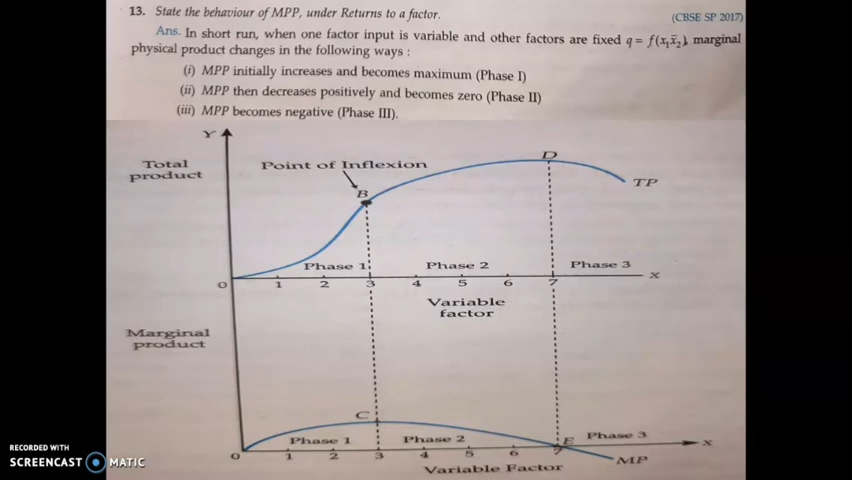 13. State the behaviour of MPP, under Returns to a factor. (CBSE SP 2017)
Ans. In short run, when one factor input is variable and other factors are fixed q = f(x₁x̄₂), marginal
physical product changes in the following ways :
(i) MPP initially increases and becomes maximum (Phase I)
(ii) MPP then decreases positively and becomes zero (Phase II)
(iii) MPP becomes negative (Phase III).
Y
Total
product
Point of Inflexion
B
D
TP
Phase 1
Phase 2
Phase 3
O 1 2 3 4 5 6 7 X
Variable
factor
Marginal
product
C
Phase 1
Phase 2
E
Phase 3
O 1 2 3 4 5 6 7 X
MP
Variable Factor
RECORDED WITH
SCREENCAST MATIC